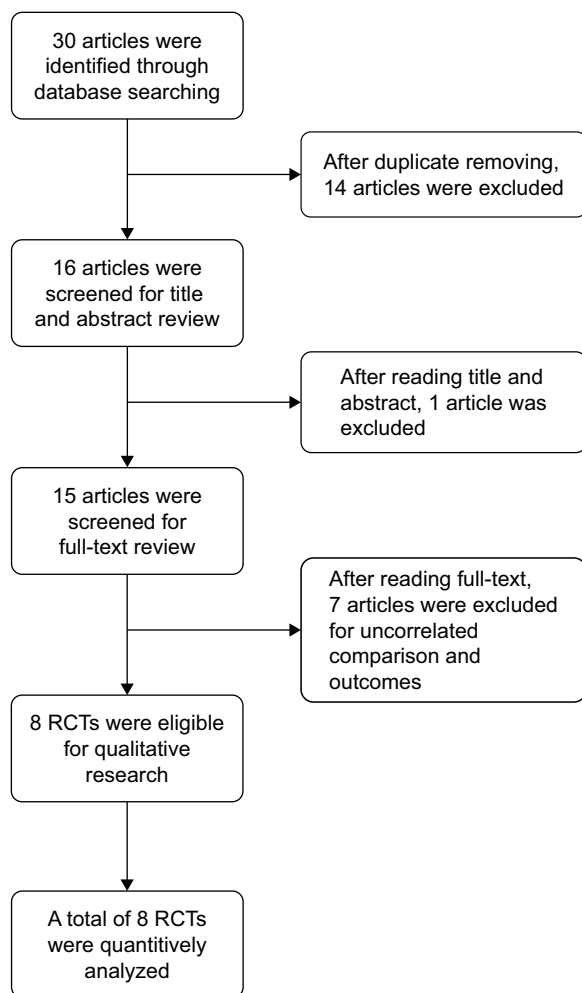 30 articles were
identified through
database searching
After duplicate removing,
14 articles were excluded
16 articles were
screened for title
and abstract review
After reading title and
abstract, 1 article was
excluded
15 articles were
screened for
full-text review
After reading full-text,
7 articles were excluded
for uncorrelated
comparison and
outcomes
8 RCTs were eligible
for qualitative
research
A total of 8 RCTs
were quantitively
analyzed